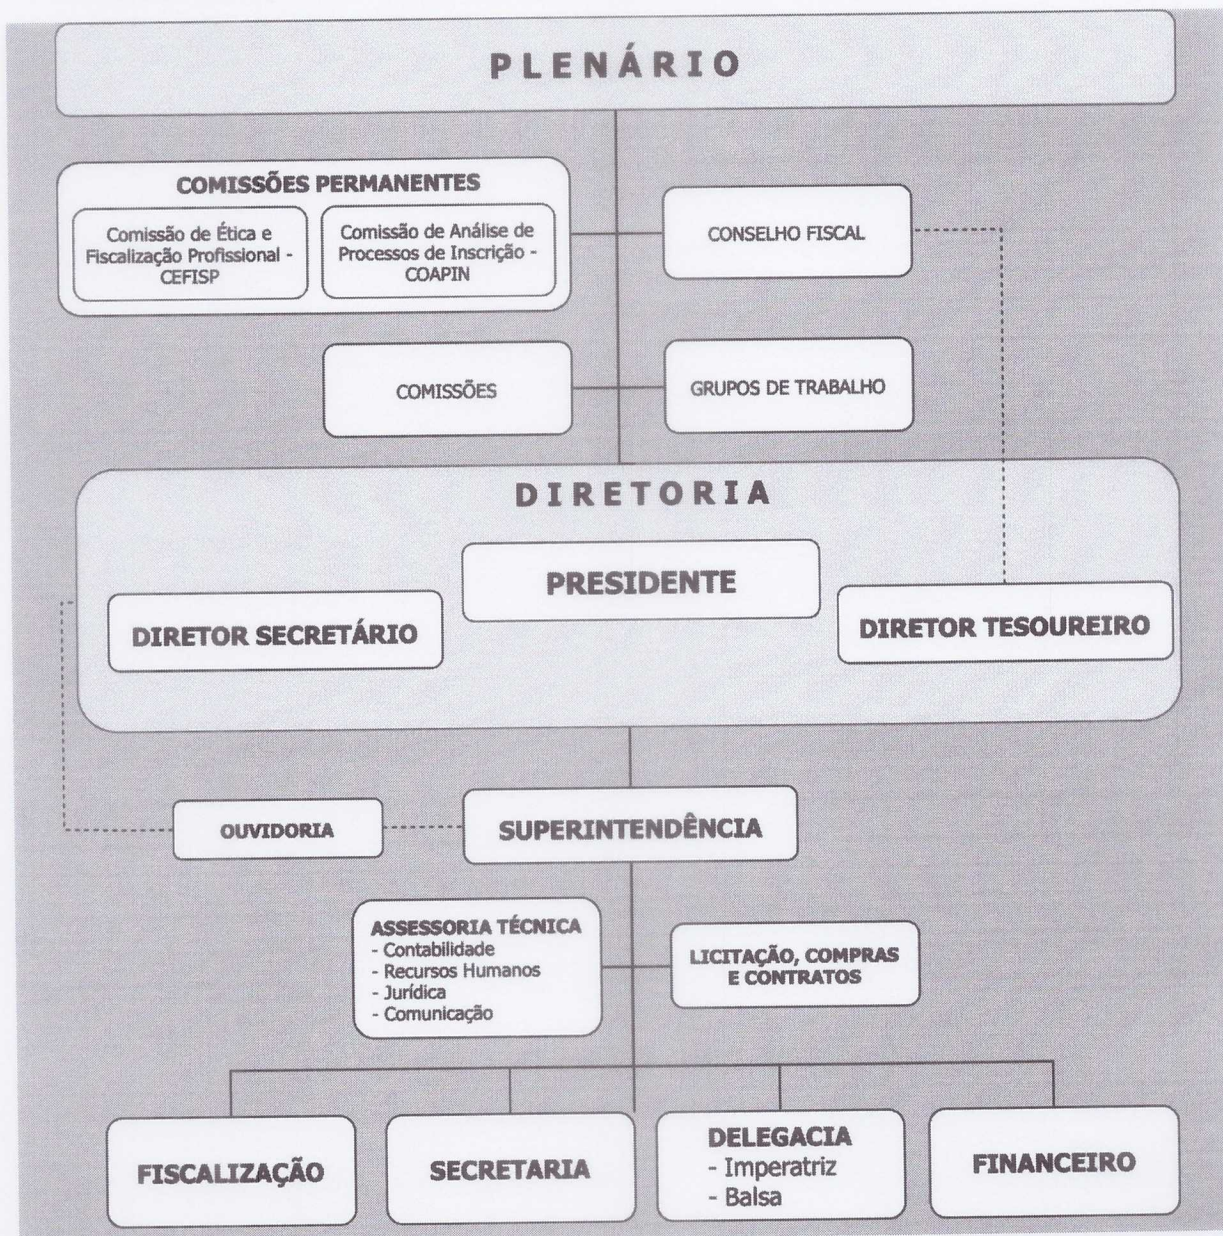 PLENÁRIO
COMISSÕES PERMANENTES
Comissão de Ética e
Fiscalização Profissional -
CEFISP
Comissão de Análise de
Processos de Inscrição -
COAPIN
CONSELHO FISCAL
COMISSÕES
GRUPOS DE TRABALHO
DIRETORIA
PRESIDENTE
DIRETOR SECRETÁRIO
DIRETOR TESOUREIRO
OUVIDORIA
SUPERINTENDÊNCIA
ASSESSORIA TÉCNICA
- Contabilidade
- Recursos Humanos
- Jurídica
- Comunicação
LICITAÇÃO, COMPRAS
E CONTRATOS
FISCALIZAÇÃO
SECRETARIA
DELEGACIA
- Imperatriz
- Balsa
FINANCEIRO